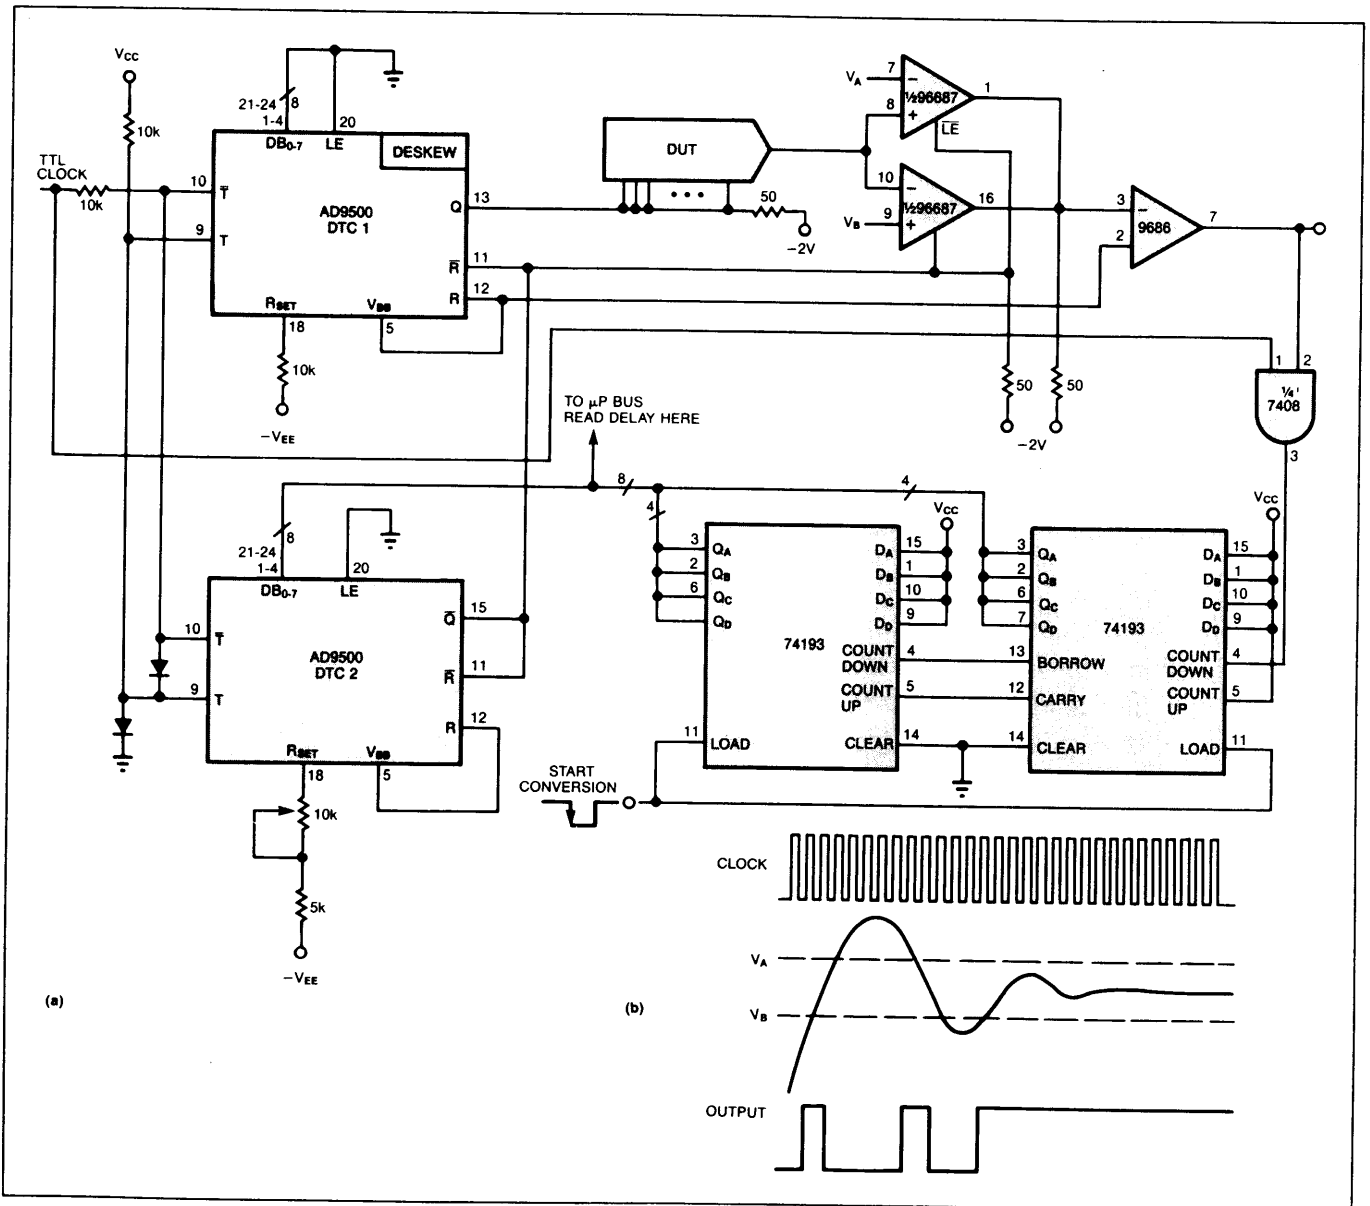 VCC
10k
TTL
CLOCK
10k
21-24
8
1-4
20
DB0-7
LE
DESKEW
10
T̅
9
T
AD9500
DTC 1
Q
13
R̅
11
R
12
RSET
VBB
18
5
10k
−VEE
DUT
50
−2V
VA
7
−
8
+
½96687
1
L̅E̅
10
−
VB
9
+
½96687
16
3
−
2
9686
7
50
50
−2V
1
2
¼
7408
3
TO μP BUS
READ DELAY HERE
8
4
4
21-24
8
1-4
20
DB0-7
LE
10
T̅
9
T
AD9500
DTC 2
Q̅
15
R̅
11
R
12
RSET
VBB
18
5
10k
5k
−VEE
3
QA
2
QB
6
QC
QD
74193
VCC
DA
15
DB
1
DC
10
DD
9
COUNT
DOWN
4
COUNT
UP
5
11
LOAD
CLEAR
14
3
QA
2
QB
6
QC
7
QD
74193
13
BORROW
12
CARRY
14
CLEAR
VCC
DA
15
DB
1
DC
10
DD
9
COUNT
DOWN
4
COUNT
UP
5
LOAD
11
START
CONVERSION
CLOCK
VA
VB
OUTPUT
(a)
(b)